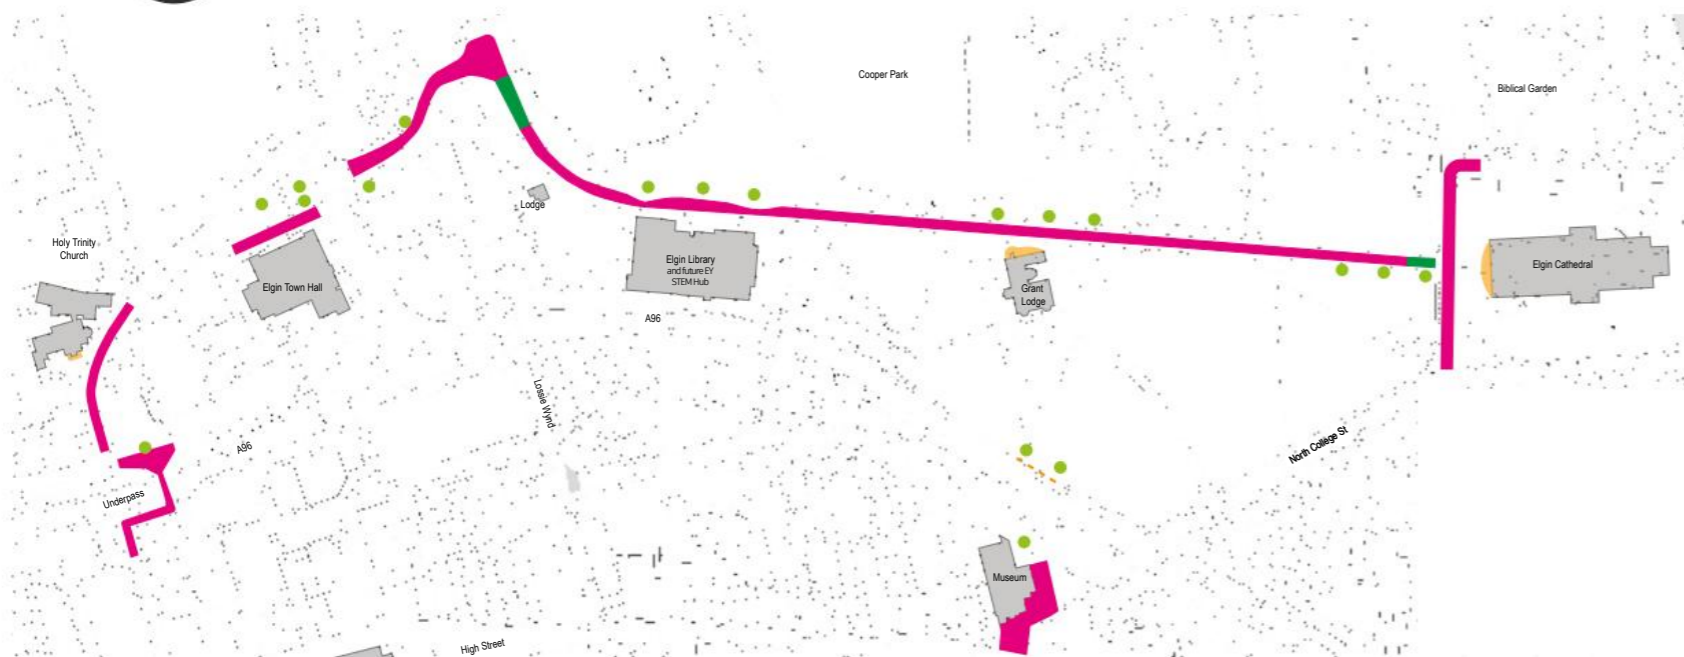 Cooper Park
Biblical Garden
Lodge
Holy Trinity
Church
Elgin Town Hall
Elgin Library
and future EY
STEM Hub
Grant
Lodge
Elgin Cathedral
A96
Lossie Wynd
A96
North College St
Underpass
Museum
High Street